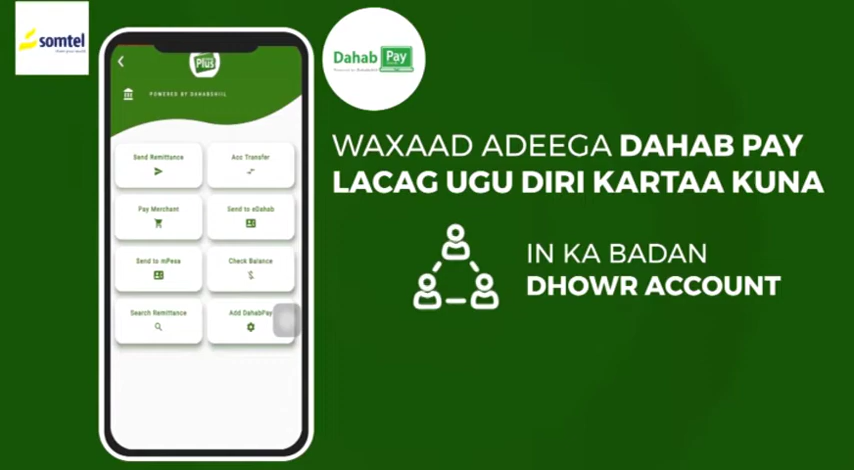 somtel
Dahab Pay
Plus
POWERED BY DAHABSHIIL
Send Remittance
Acc Transfer
Pay Merchant
Send to eDahab
Send to mPesa
Check Balance
Search Remittance
Add DahabPay
WAXAAD ADEEGA DAHAB PAY
LACAG UGU DIRI KARTAA KUNA
IN KA BADAN
DHOWR ACCOUNT